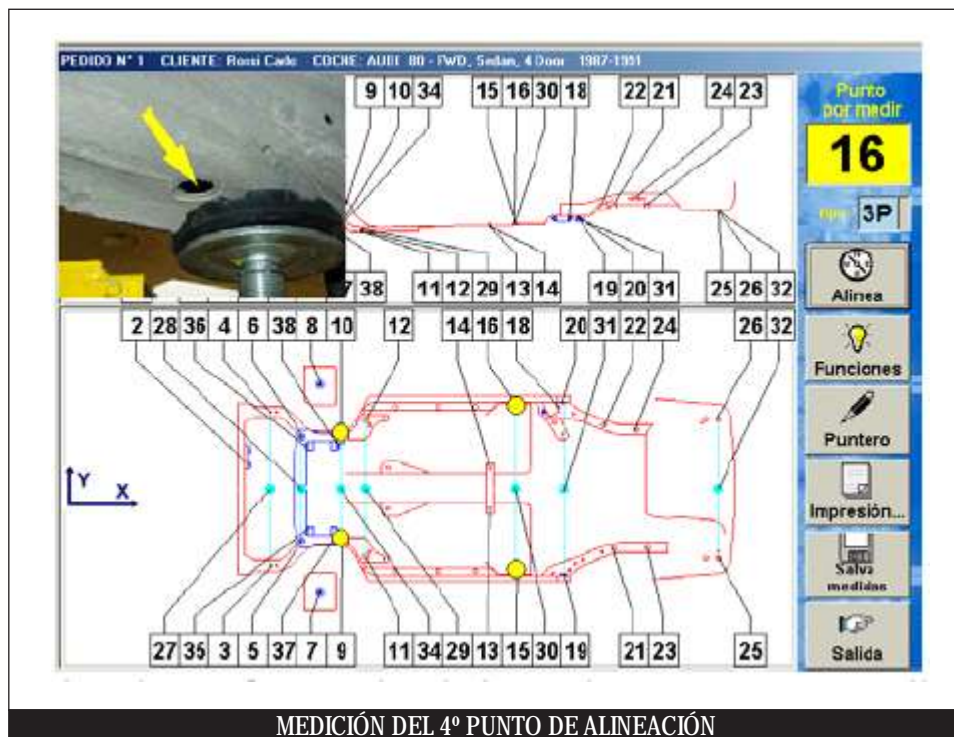 PEDIDO N° 1 CLIENTE: Rossi Carlo COCHE: AUDI 80 - FWD, Sedan, 4 Door 1987-1991
9 10 34 15 16 30 18 22 21 24 23
7 38 11 12 29 13 14 19 20 31 25 26 32
2 28 36 4 6 38 8 10 12 14 16 18 20 31 22 24 26 32
Y
X
27 35 3 5 37 7 9 11 34 29 13 15 30 19 21 23 25
Punto
por medir
16
3P
Alinea
Funciones
Puntero
Impresión...
Salva
medidas
Salida
MEDICIÓN DEL 4º PUNTO DE ALINEACIÓN